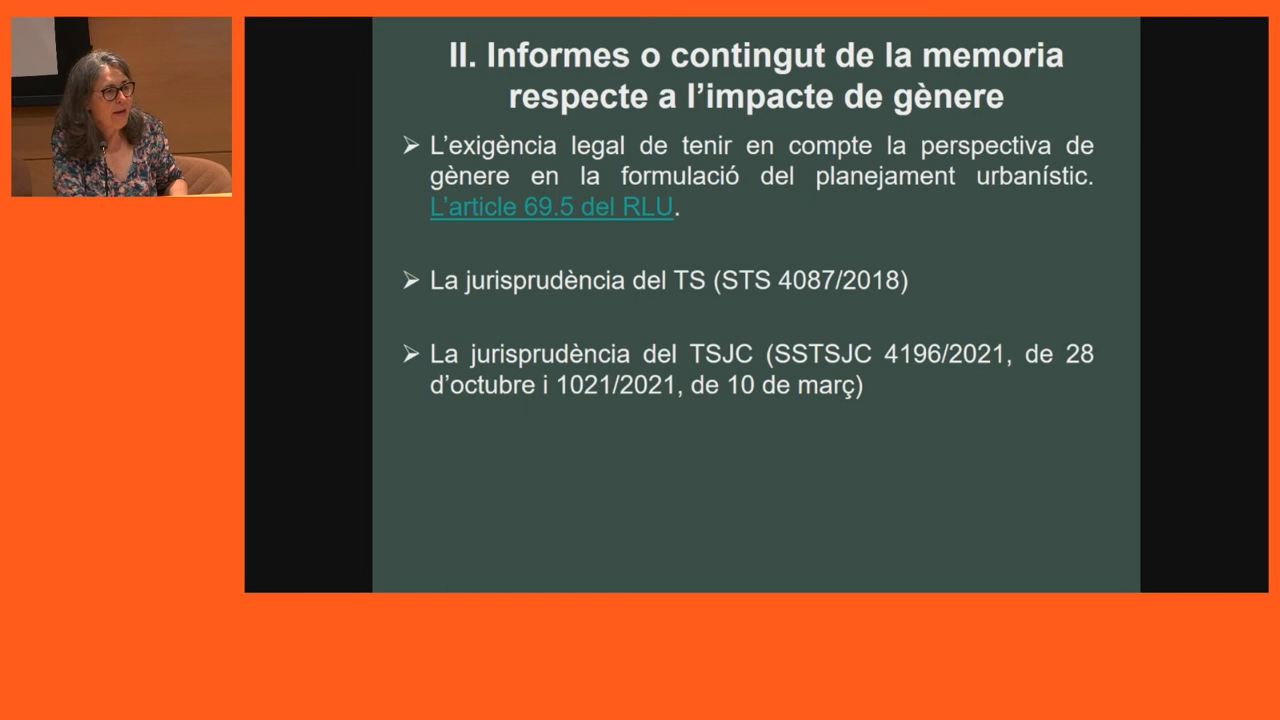 II. Informes o contingut de la memoria
respecte a l’impacte de gènere
➢ L’exigència legal de tenir en compte la perspectiva de
gènere en la formulació del planejament urbanístic.
L’article 69.5 del RLU.
➢ La jurisprudència del TS (STS 4087/2018)
➢ La jurisprudència del TSJC (SSTSJC 4196/2021, de 28
d’octubre i 1021/2021, de 10 de març)